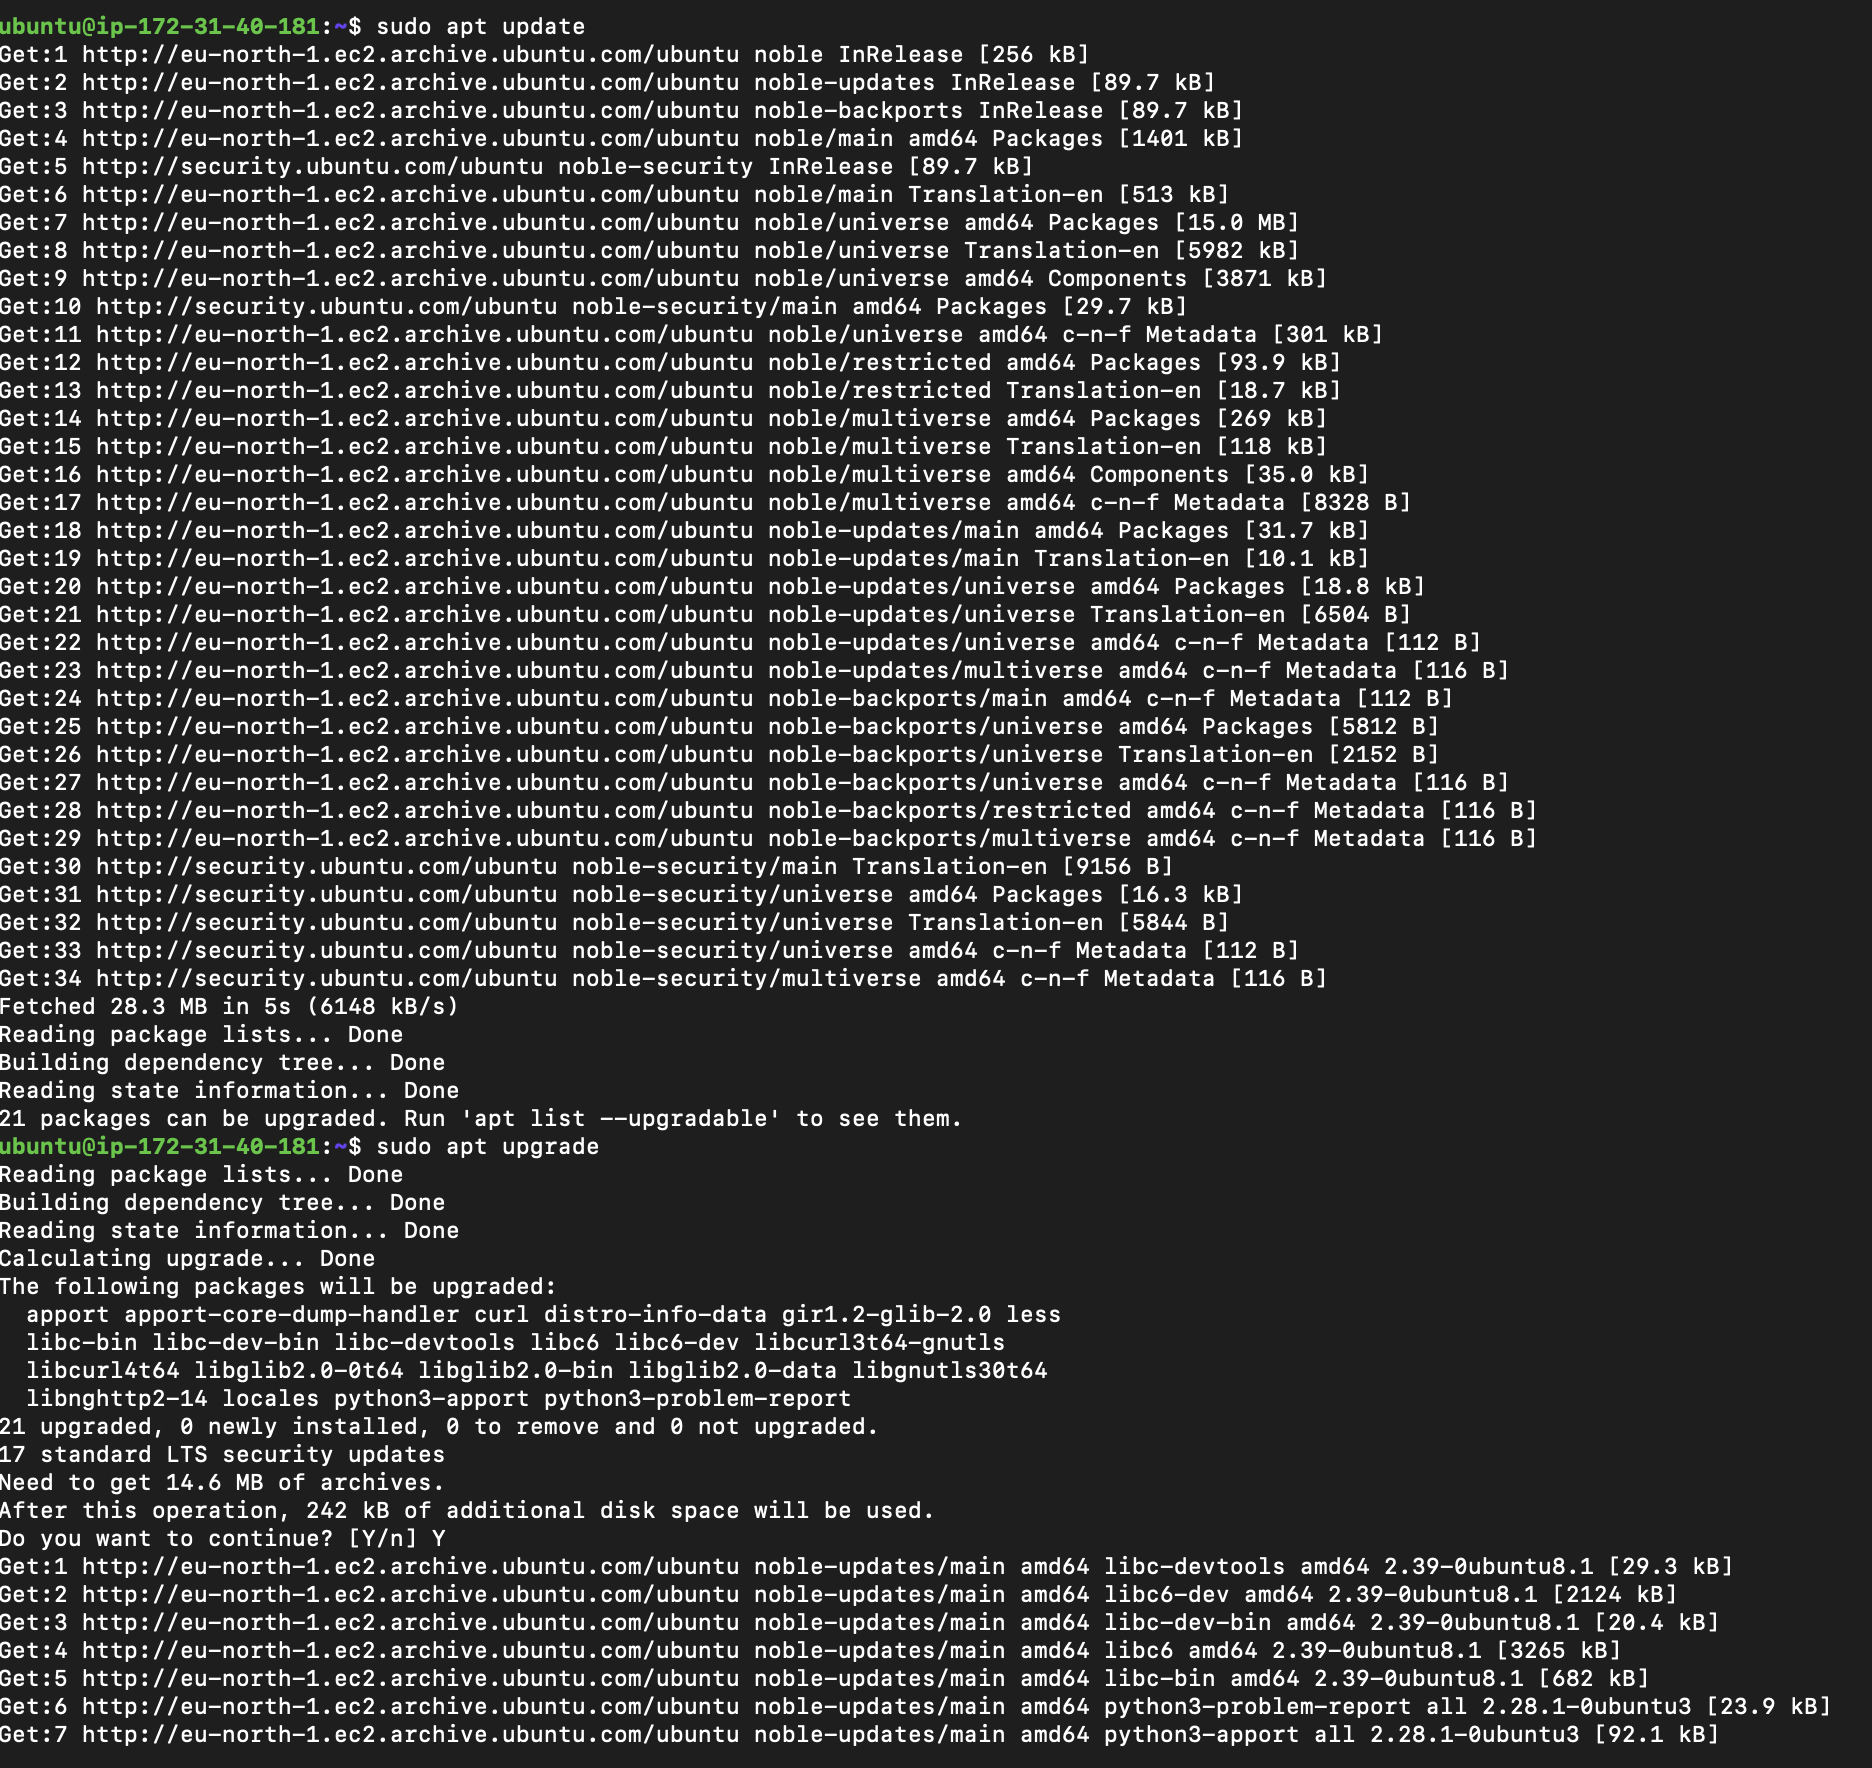 ubuntu@ip-172-31-40-181:~$ sudo apt update
Get:1 http://eu-north-1.ec2.archive.ubuntu.com/ubuntu noble InRelease [256 kB]
Get:2 http://eu-north-1.ec2.archive.ubuntu.com/ubuntu noble-updates InRelease [89.7 kB]
Get:3 http://eu-north-1.ec2.archive.ubuntu.com/ubuntu noble-backports InRelease [89.7 kB]
Get:4 http://eu-north-1.ec2.archive.ubuntu.com/ubuntu noble/main amd64 Packages [1401 kB]
Get:5 http://security.ubuntu.com/ubuntu noble-security InRelease [89.7 kB]
Get:6 http://eu-north-1.ec2.archive.ubuntu.com/ubuntu noble/main Translation-en [513 kB]
Get:7 http://eu-north-1.ec2.archive.ubuntu.com/ubuntu noble/universe amd64 Packages [15.0 MB]
Get:8 http://eu-north-1.ec2.archive.ubuntu.com/ubuntu noble/universe Translation-en [5982 kB]
Get:9 http://eu-north-1.ec2.archive.ubuntu.com/ubuntu noble/universe amd64 Components [3871 kB]
Get:10 http://security.ubuntu.com/ubuntu noble-security/main amd64 Packages [29.7 kB]
Get:11 http://eu-north-1.ec2.archive.ubuntu.com/ubuntu noble/universe amd64 c-n-f Metadata [301 kB]
Get:12 http://eu-north-1.ec2.archive.ubuntu.com/ubuntu noble/restricted amd64 Packages [93.9 kB]
Get:13 http://eu-north-1.ec2.archive.ubuntu.com/ubuntu noble/restricted Translation-en [18.7 kB]
Get:14 http://eu-north-1.ec2.archive.ubuntu.com/ubuntu noble/multiverse amd64 Packages [269 kB]
Get:15 http://eu-north-1.ec2.archive.ubuntu.com/ubuntu noble/multiverse Translation-en [118 kB]
Get:16 http://eu-north-1.ec2.archive.ubuntu.com/ubuntu noble/multiverse amd64 Components [35.0 kB]
Get:17 http://eu-north-1.ec2.archive.ubuntu.com/ubuntu noble/multiverse amd64 c-n-f Metadata [8328 B]
Get:18 http://eu-north-1.ec2.archive.ubuntu.com/ubuntu noble-updates/main amd64 Packages [31.7 kB]
Get:19 http://eu-north-1.ec2.archive.ubuntu.com/ubuntu noble-updates/main Translation-en [10.1 kB]
Get:20 http://eu-north-1.ec2.archive.ubuntu.com/ubuntu noble-updates/universe amd64 Packages [18.8 kB]
Get:21 http://eu-north-1.ec2.archive.ubuntu.com/ubuntu noble-updates/universe Translation-en [6504 B]
Get:22 http://eu-north-1.ec2.archive.ubuntu.com/ubuntu noble-updates/universe amd64 c-n-f Metadata [112 B]
Get:23 http://eu-north-1.ec2.archive.ubuntu.com/ubuntu noble-updates/multiverse amd64 c-n-f Metadata [116 B]
Get:24 http://eu-north-1.ec2.archive.ubuntu.com/ubuntu noble-backports/main amd64 c-n-f Metadata [112 B]
Get:25 http://eu-north-1.ec2.archive.ubuntu.com/ubuntu noble-backports/universe amd64 Packages [5812 B]
Get:26 http://eu-north-1.ec2.archive.ubuntu.com/ubuntu noble-backports/universe Translation-en [2152 B]
Get:27 http://eu-north-1.ec2.archive.ubuntu.com/ubuntu noble-backports/universe amd64 c-n-f Metadata [116 B]
Get:28 http://eu-north-1.ec2.archive.ubuntu.com/ubuntu noble-backports/restricted amd64 c-n-f Metadata [116 B]
Get:29 http://eu-north-1.ec2.archive.ubuntu.com/ubuntu noble-backports/multiverse amd64 c-n-f Metadata [116 B]
Get:30 http://security.ubuntu.com/ubuntu noble-security/main Translation-en [9156 B]
Get:31 http://security.ubuntu.com/ubuntu noble-security/universe amd64 Packages [16.3 kB]
Get:32 http://security.ubuntu.com/ubuntu noble-security/universe Translation-en [5844 B]
Get:33 http://security.ubuntu.com/ubuntu noble-security/universe amd64 c-n-f Metadata [112 B]
Get:34 http://security.ubuntu.com/ubuntu noble-security/multiverse amd64 c-n-f Metadata [116 B]
Fetched 28.3 MB in 5s (6148 kB/s)
Reading package lists... Done
Building dependency tree... Done
Reading state information... Done
21 packages can be upgraded. Run 'apt list --upgradable' to see them.
ubuntu@ip-172-31-40-181:~$ sudo apt upgrade
Reading package lists... Done
Building dependency tree... Done
Reading state information... Done
Calculating upgrade... Done
The following packages will be upgraded:
  apport apport-core-dump-handler curl distro-info-data gir1.2-glib-2.0 less
  libc-bin libc-dev-bin libc-devtools libc6 libc6-dev libcurl3t64-gnutls
  libcurl4t64 libglib2.0-0t64 libglib2.0-bin libglib2.0-data libgnutls30t64
  libnghttp2-14 locales python3-apport python3-problem-report
21 upgraded, 0 newly installed, 0 to remove and 0 not upgraded.
17 standard LTS security updates
Need to get 14.6 MB of archives.
After this operation, 242 kB of additional disk space will be used.
Do you want to continue? [Y/n] Y
Get:1 http://eu-north-1.ec2.archive.ubuntu.com/ubuntu noble-updates/main amd64 libc-devtools amd64 2.39-0ubuntu8.1 [29.3 kB]
Get:2 http://eu-north-1.ec2.archive.ubuntu.com/ubuntu noble-updates/main amd64 libc6-dev amd64 2.39-0ubuntu8.1 [2124 kB]
Get:3 http://eu-north-1.ec2.archive.ubuntu.com/ubuntu noble-updates/main amd64 libc-dev-bin amd64 2.39-0ubuntu8.1 [20.4 kB]
Get:4 http://eu-north-1.ec2.archive.ubuntu.com/ubuntu noble-updates/main amd64 libc6 amd64 2.39-0ubuntu8.1 [3265 kB]
Get:5 http://eu-north-1.ec2.archive.ubuntu.com/ubuntu noble-updates/main amd64 libc-bin amd64 2.39-0ubuntu8.1 [682 kB]
Get:6 http://eu-north-1.ec2.archive.ubuntu.com/ubuntu noble-updates/main amd64 python3-problem-report all 2.28.1-0ubuntu3 [23.9 kB]
Get:7 http://eu-north-1.ec2.archive.ubuntu.com/ubuntu noble-updates/main amd64 python3-apport all 2.28.1-0ubuntu3 [92.1 kB]